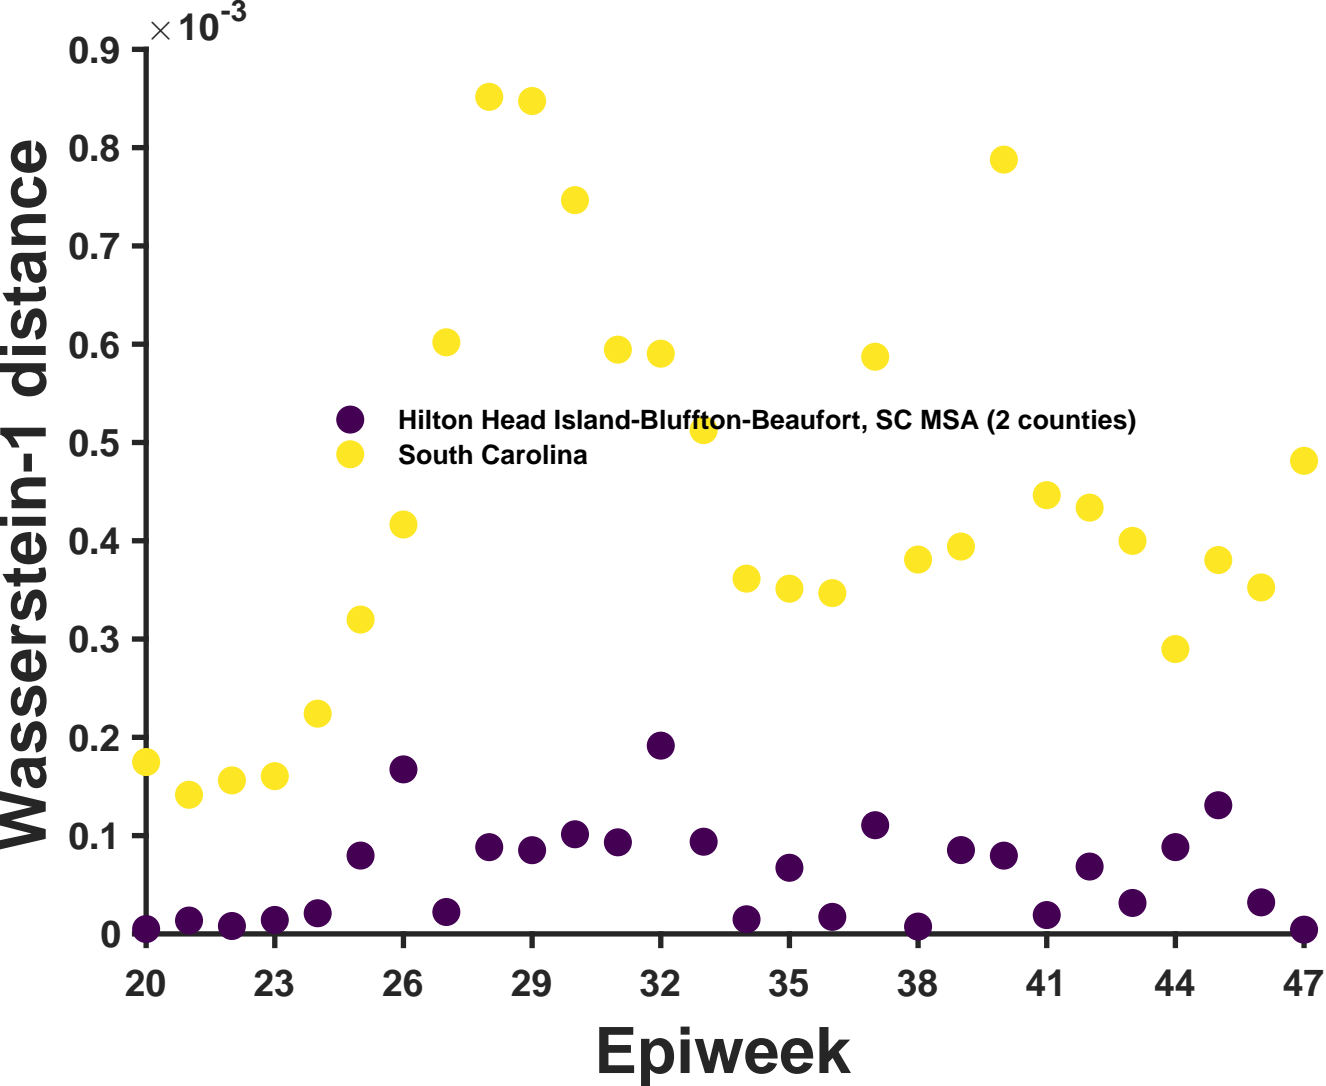 × 10-3
0.9
0.8
0.7
0.6
0.5
0.4
0.3
0.2
0.1
0
Wasserstein-1 distance
Hilton Head Island-Bluffton-Beaufort, SC MSA (2 counties)
South Carolina
20 23 26 29 32 35 38 41 44 47
Epiweek